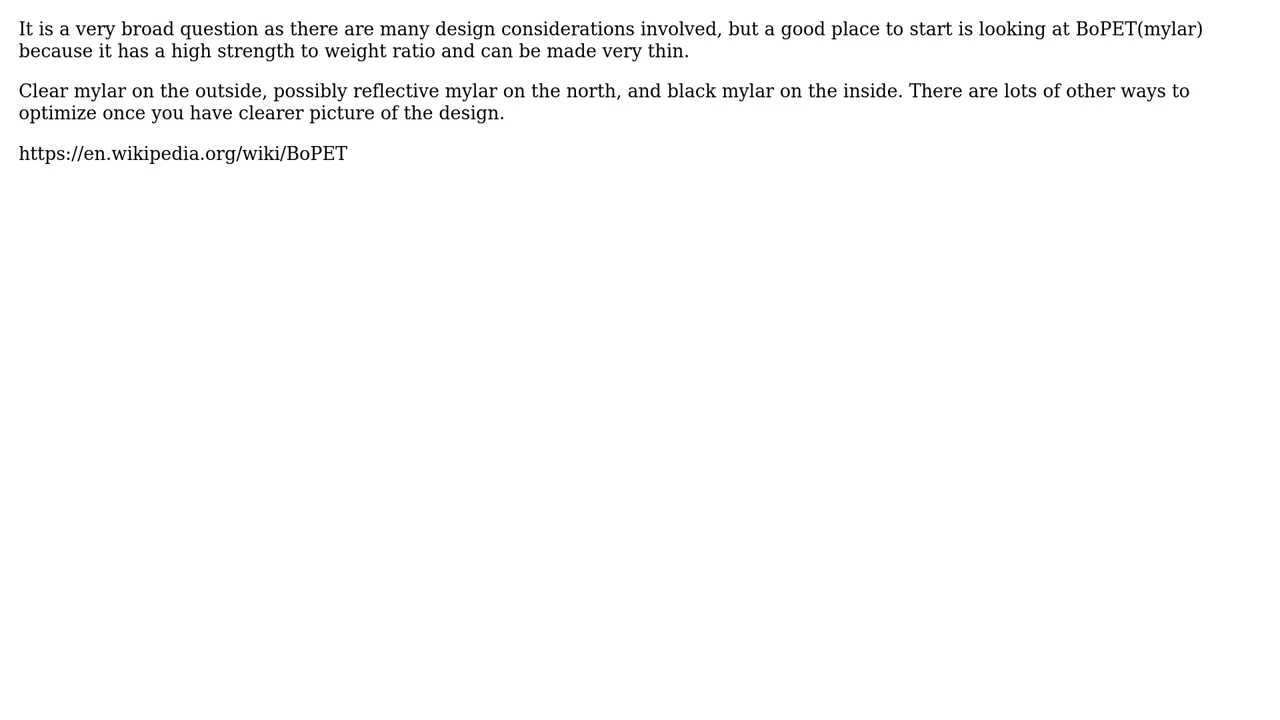 It is a very broad question as there are many design considerations involved, but a good place to start is looking at BoPET(mylar)
because it has a high strength to weight ratio and can be made very thin.
Clear mylar on the outside, possibly reflective mylar on the north, and black mylar on the inside. There are lots of other ways to
optimize once you have clearer picture of the design.
https://en.wikipedia.org/wiki/BoPET